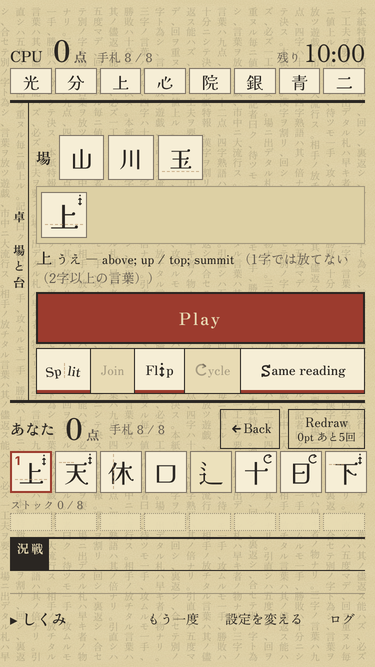 CPU 0点 手札 8 / 8 残り 10:00
光 分 上 心 院 銀 青 二
卓 場と台
場 山 川 玉
上
上 うえ — above; up / top; summit （1字では放てない
（2字以上の言葉））
Play
Split Join Flip Cycle Same reading
あなた 0点 手札 8 / 8 ←Back Redraw
0pt あと5回
1 上 天 休 口 辶 十 日 下
ストック 0 / 8
況戦
▸ しくみ もう一度 設定を変える ログ